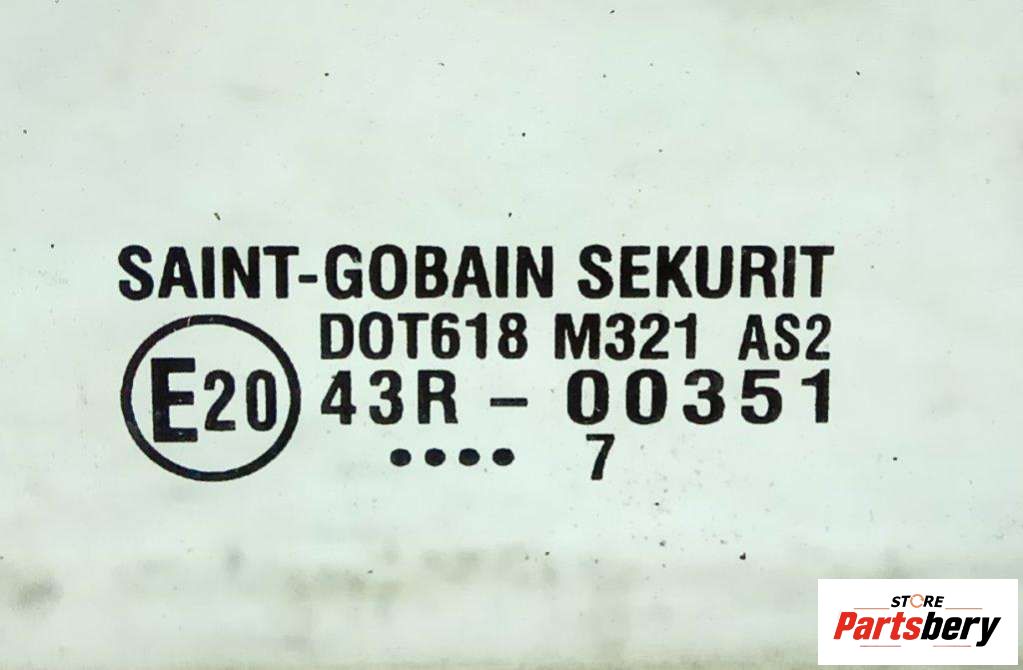 SAINT-GOBAIN SEKURIT
DOT618 M321 AS2
E20 43R - 00351
•••• 7
STORE
Partsbery